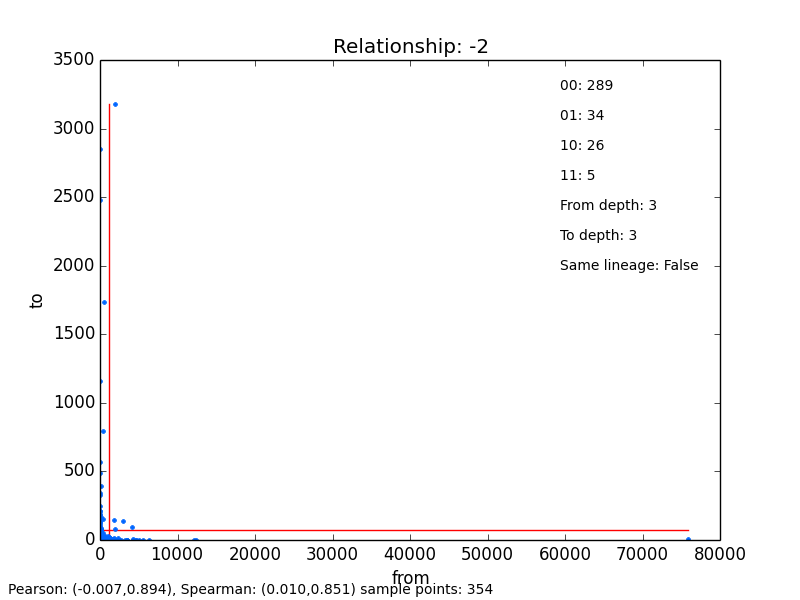 Relationship: -2
3500
3000
2500
2000
1500
1000
500
0
to
00: 289
01: 34
10: 26
11: 5
From depth: 3
To depth: 3
Same lineage: False
0 10000 20000 30000 40000 50000 60000 70000 80000
from
Pearson: (-0.007,0.894), Spearman: (0.010,0.851) sample points: 354